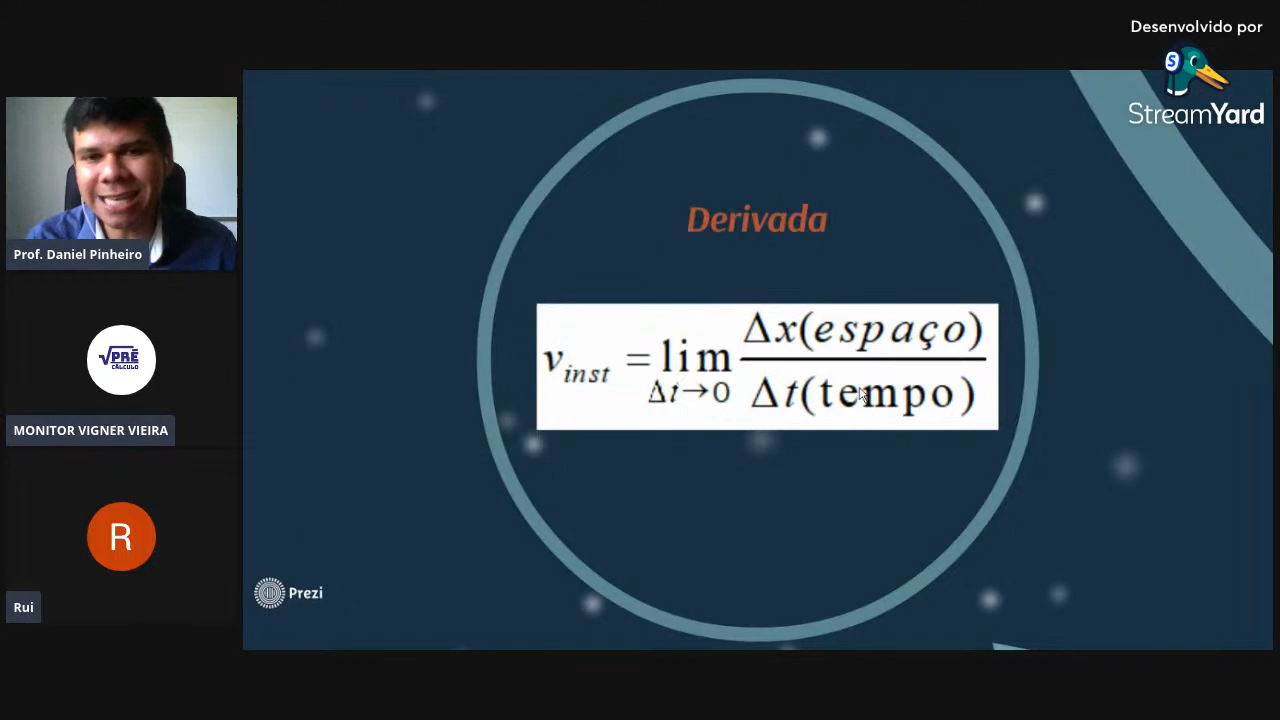 Desenvolvido por
S
StreamYard
Prof. Daniel Pinheiro
√PRÉ
CÁLCULO
MONITOR VIGNER VIEIRA
R
Rui
Derivada
v_inst = lim Δt→0 Δx(espaço) / Δt(tempo)
Prezi